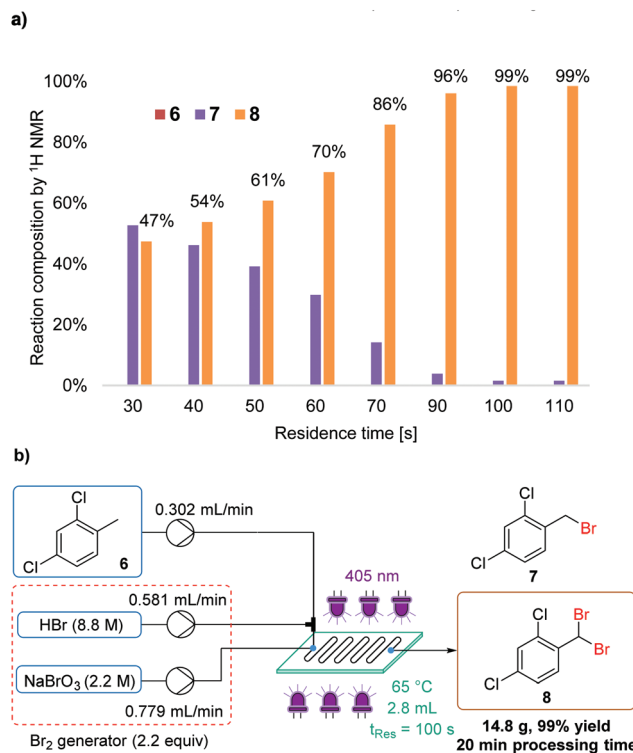 a)
100%
80%
60%
40%
20%
0%
Reaction composition by ¹H NMR
6 7 8
47%
54%
61%
70%
86%
96%
99%
99%
30 40 50 60 70 90 100 110
Residence time [s]
b)
Cl
Cl
6
0.302 mL/min
HBr (8.8 M)
0.581 mL/min
NaBrO₃ (2.2 M)
0.779 mL/min
Br₂ generator (2.2 equiv)
405 nm
65 °C
2.8 mL
tRes = 100 s
Cl
Br
Cl
7
Cl
Br
Br
Cl
8
14.8 g, 99% yield
20 min processing time